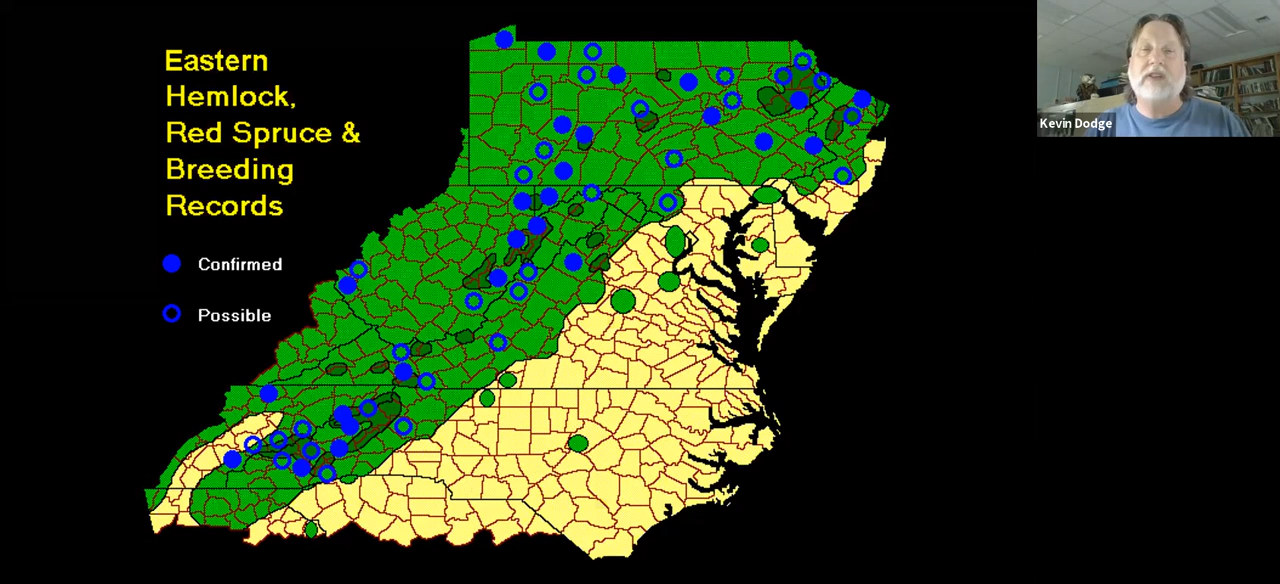 Eastern
Hemlock,
Red Spruce &
Breeding
Records
Confirmed
Possible
Kevin Dodge